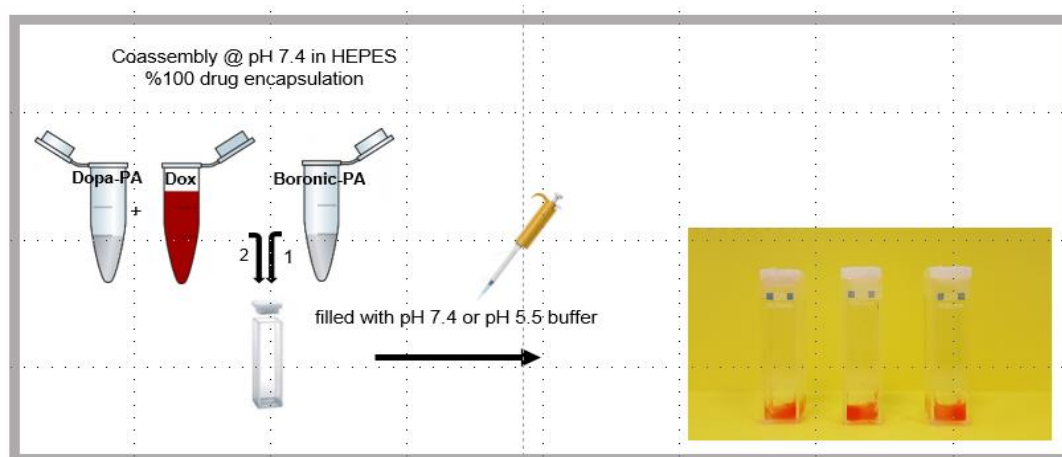 Coassembly @ pH 7.4 in HEPES
%100 drug encapsulation
Dopa-PA
Dox
Boronic-PA
+
2
1
filled with pH 7.4 or pH 5.5 buffer